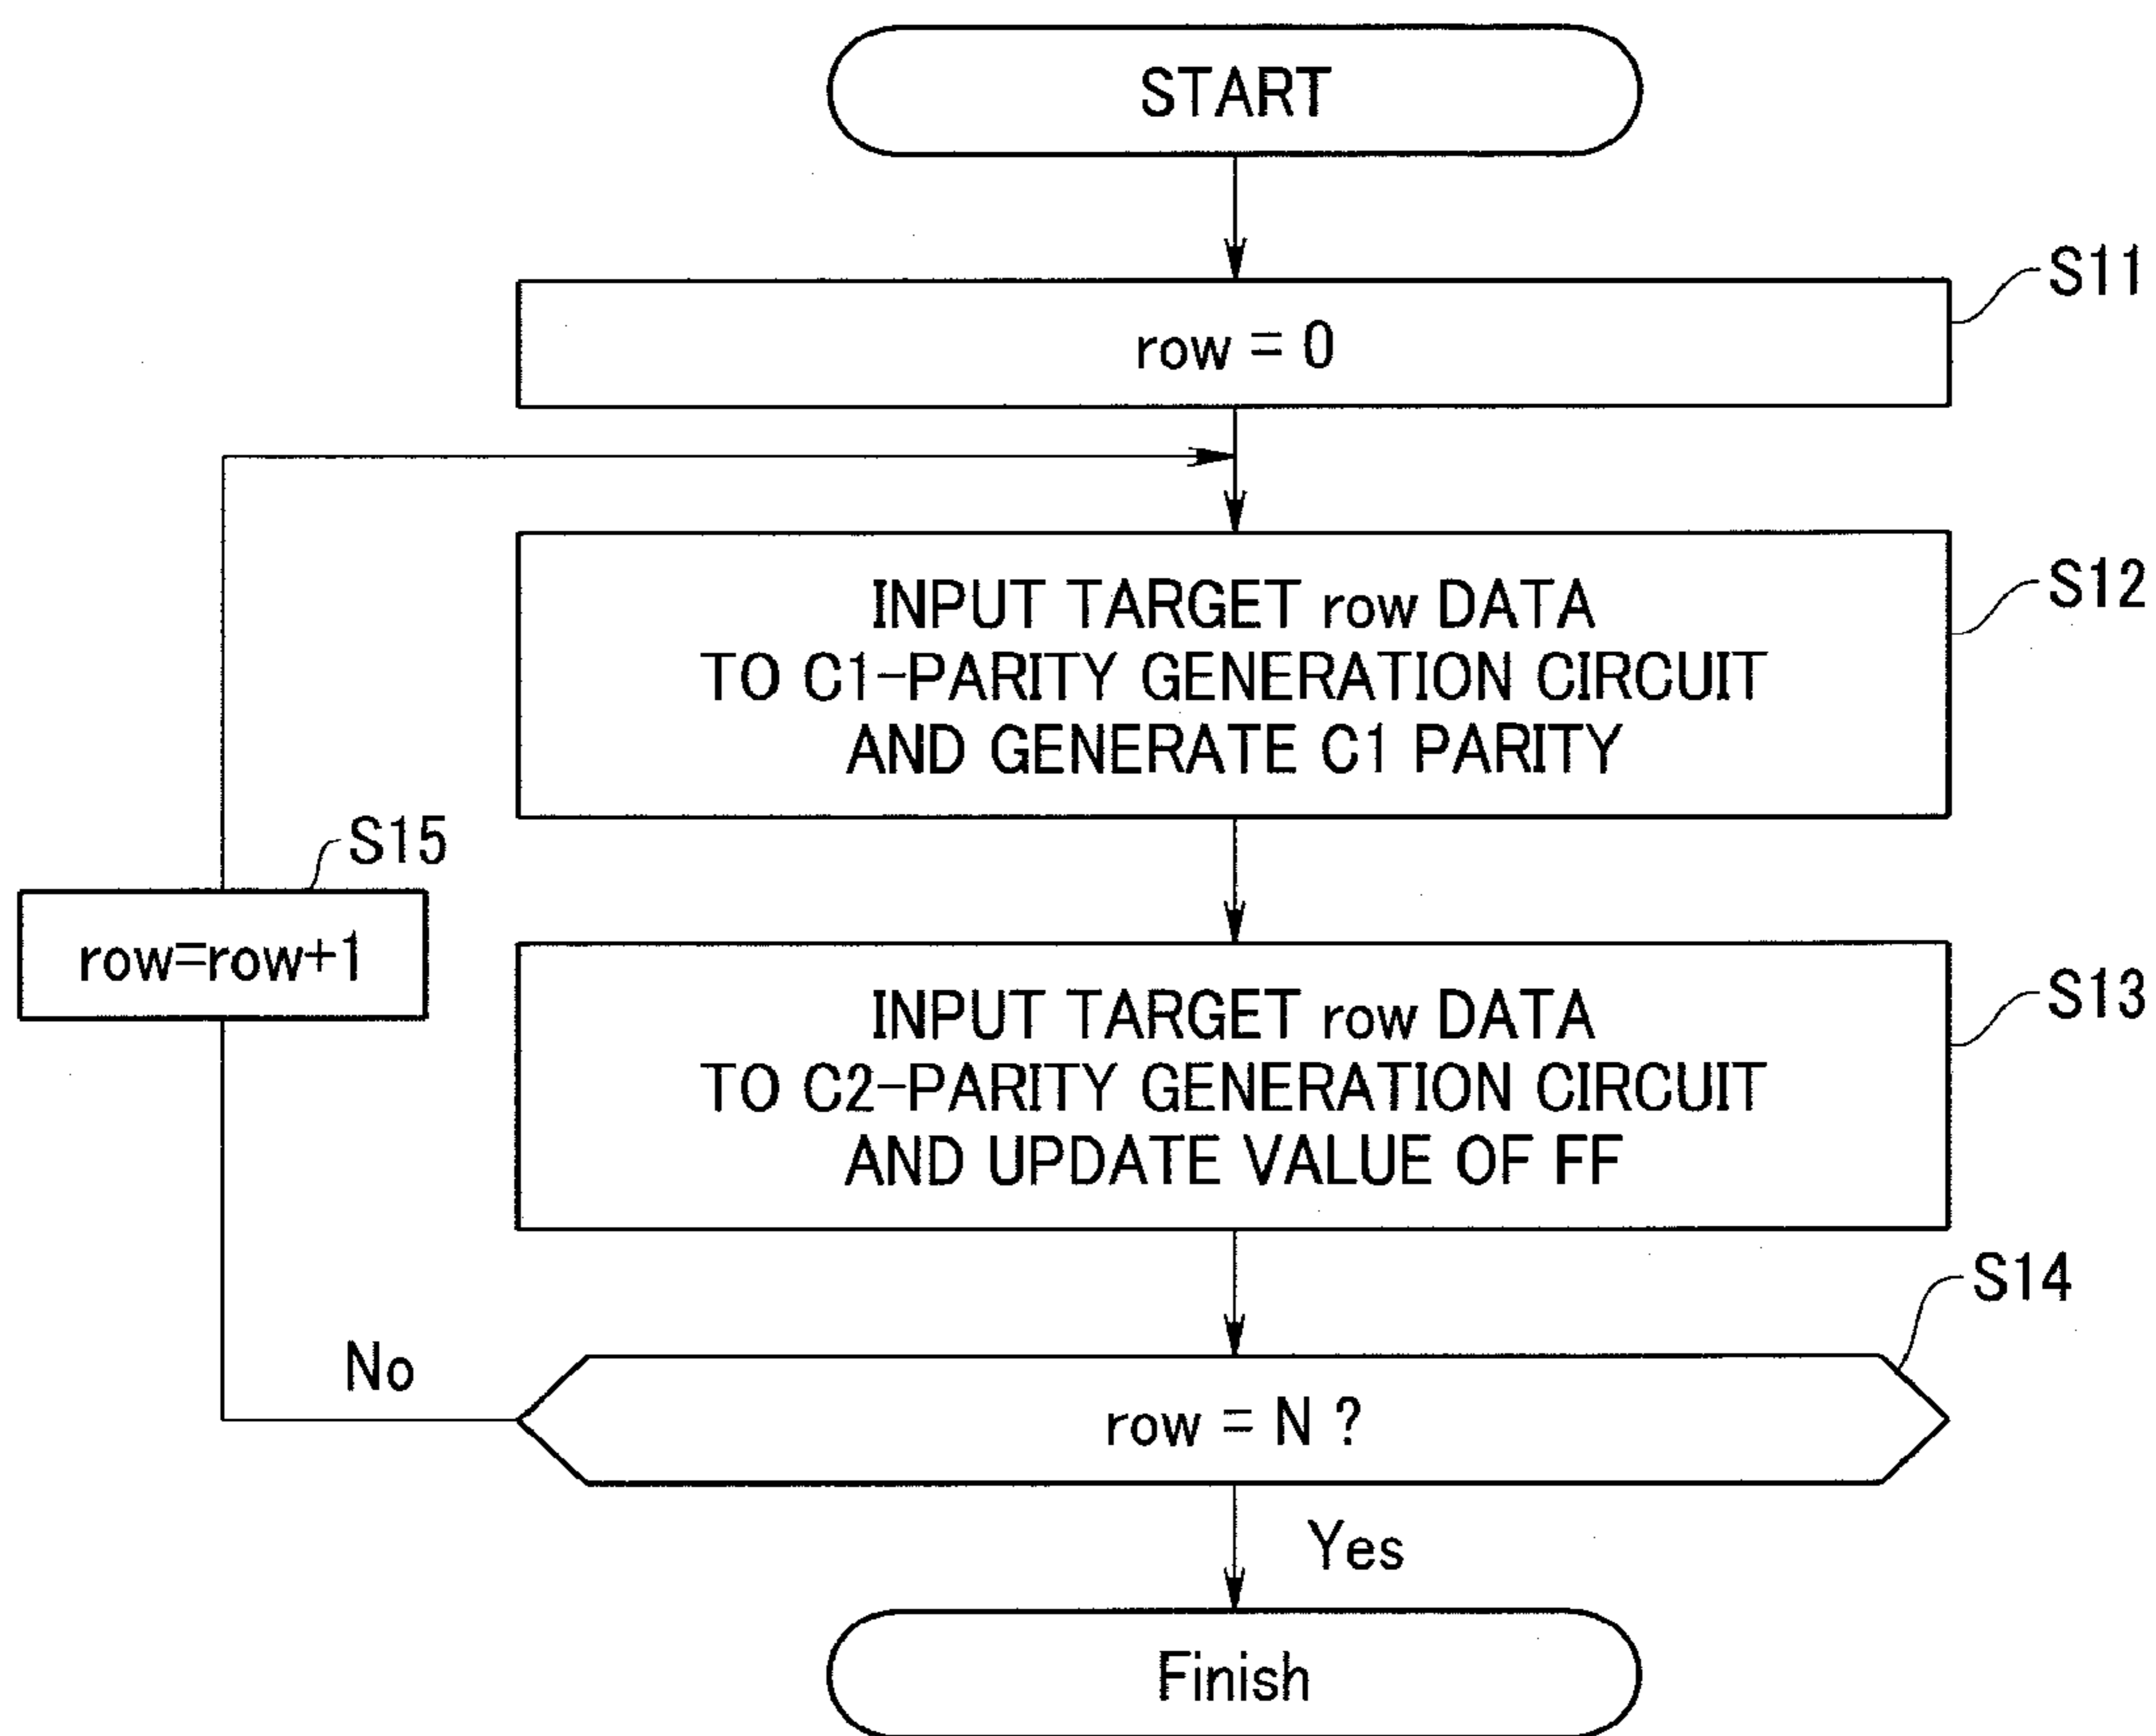 START
S11
row = 0
S12
INPUT TARGET row DATA
TO C1-PARITY GENERATION CIRCUIT
AND GENERATE C1 PARITY
S15
row=row+1
S13
INPUT TARGET row DATA
TO C2-PARITY GENERATION CIRCUIT
AND UPDATE VALUE OF FF
S14
No
row = N ?
Yes
Finish